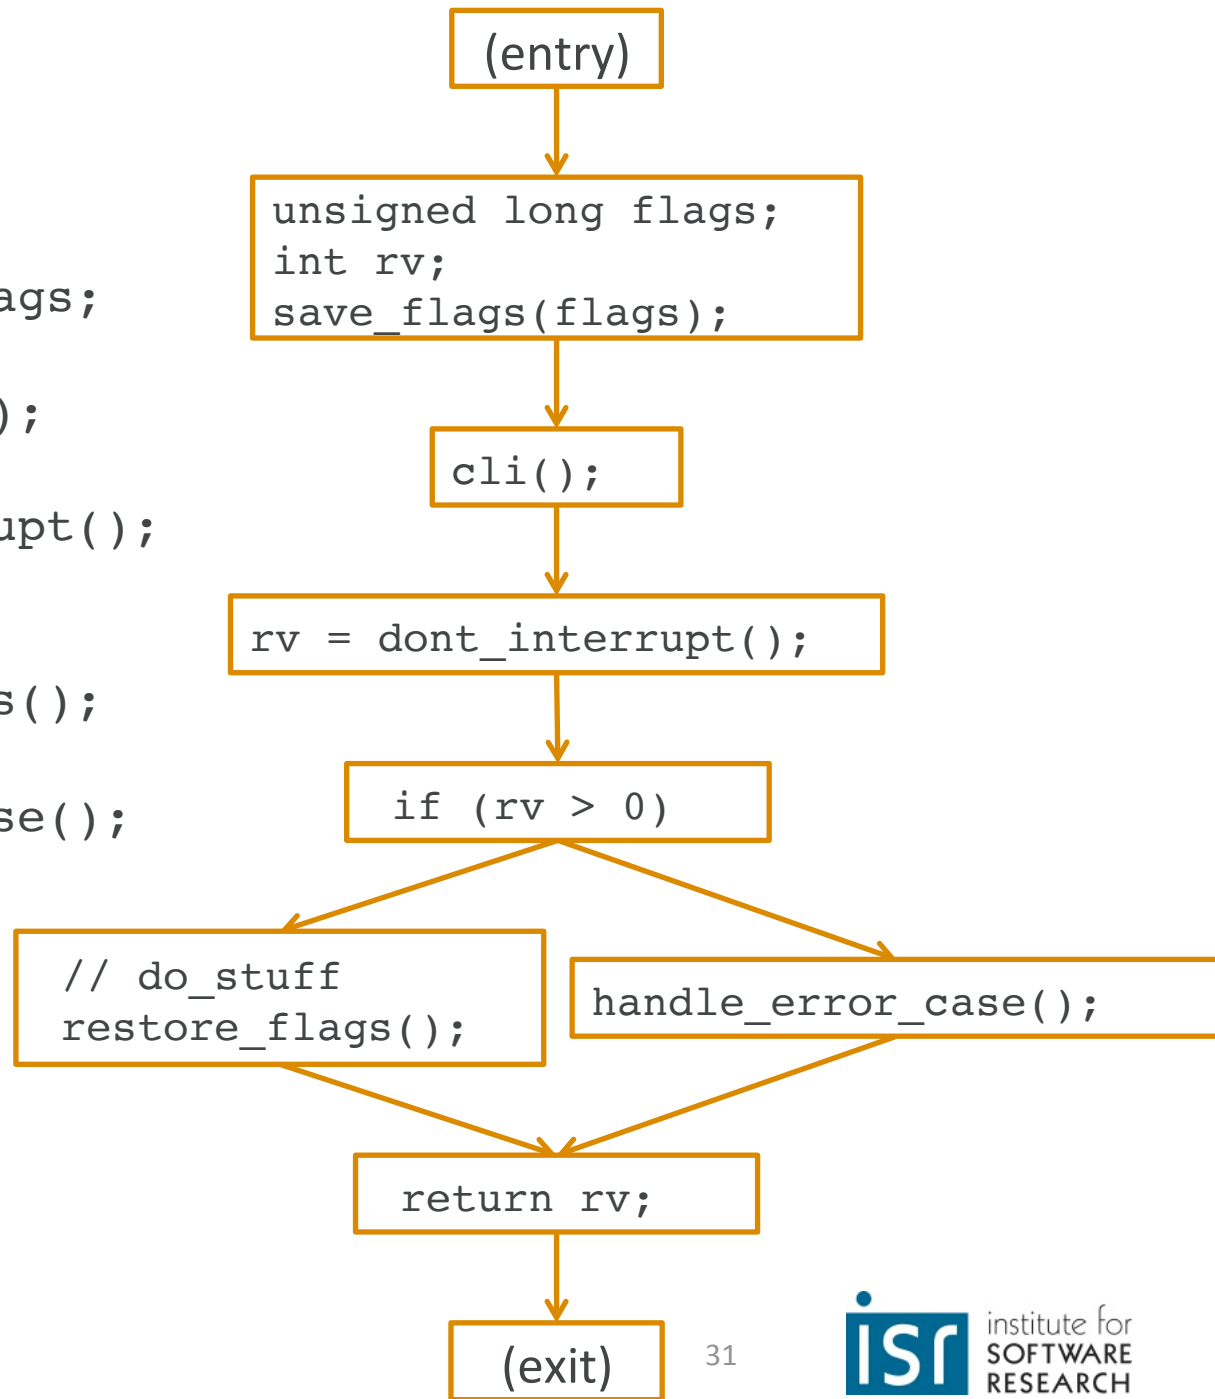 (entry)
unsigned long flags;
int rv;
save_flags(flags);
ags;
);
cli();
upt();
rv = dont_interrupt();
s();
if (rv > 0)
se();
// do_stuff
restore_flags();
handle_error_case();
return rv;
(exit)
31
isr institute for
SOFTWARE
RESEARCH